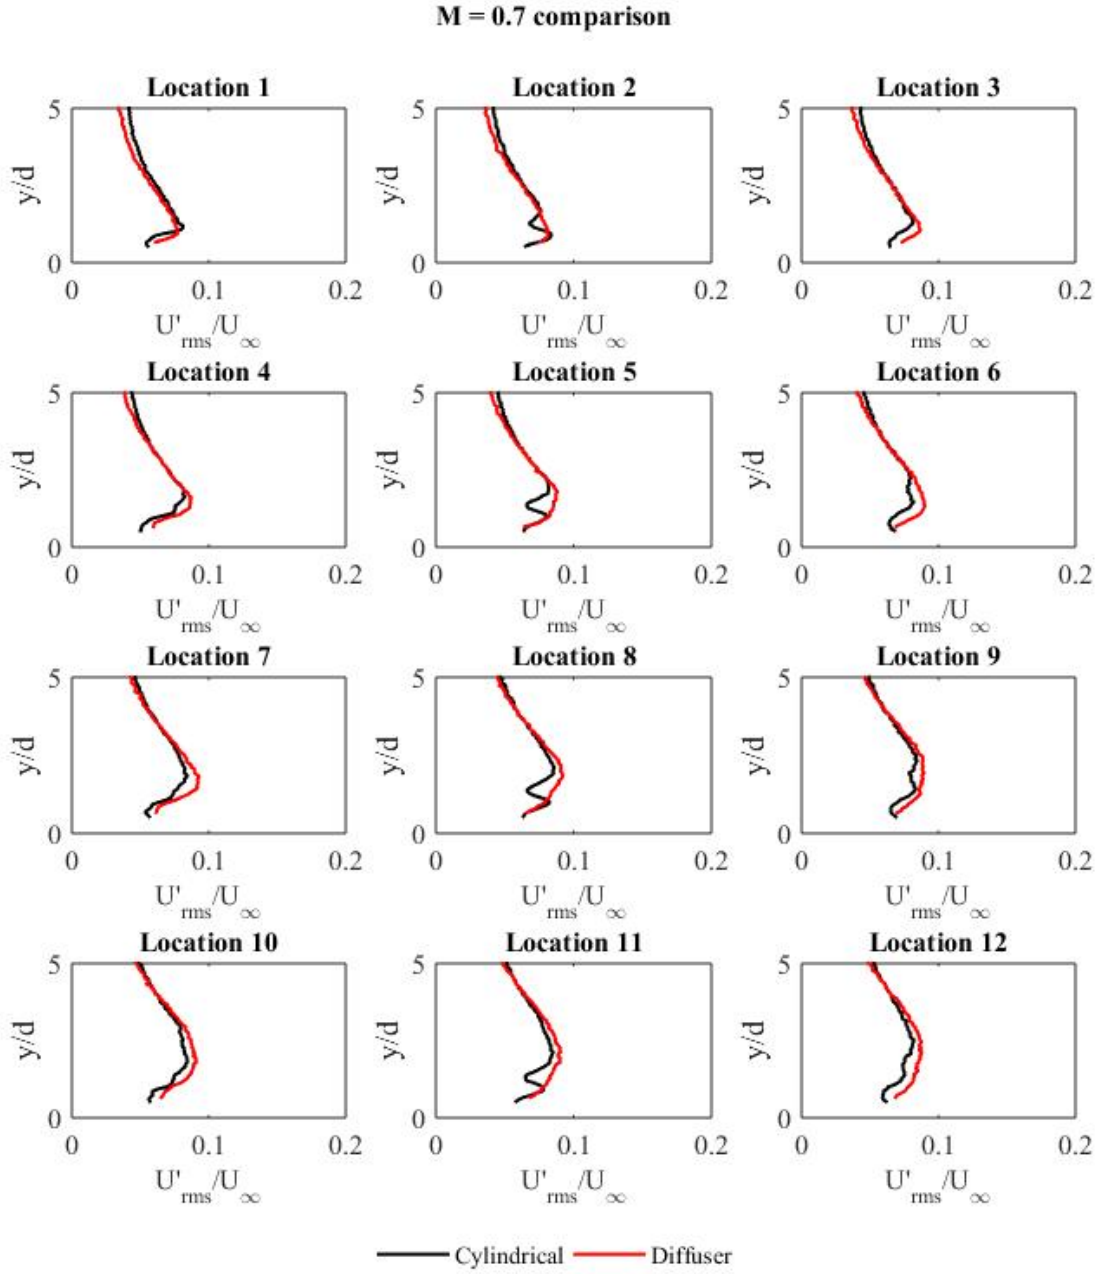 M = 0.7 comparison
Location 1
Location 2
Location 3
5
5
5
y/d
y/d
y/d
0
0
0
0 0.1 0.2
0 0.1 0.2
0 0.1 0.2
U'rms/U∞
U'rms/U∞
U'rms/U∞
Location 4
Location 5
Location 6
5
5
5
y/d
y/d
y/d
0
0
0
0 0.1 0.2
0 0.1 0.2
0 0.1 0.2
U'rms/U∞
U'rms/U∞
U'rms/U∞
Location 7
Location 8
Location 9
5
5
5
y/d
y/d
y/d
0
0
0
0 0.1 0.2
0 0.1 0.2
0 0.1 0.2
U'rms/U∞
U'rms/U∞
U'rms/U∞
Location 10
Location 11
Location 12
5
5
5
y/d
y/d
y/d
0
0
0
0 0.1 0.2
0 0.1 0.2
0 0.1 0.2
U'rms/U∞
U'rms/U∞
U'rms/U∞
Cylindrical Diffuser